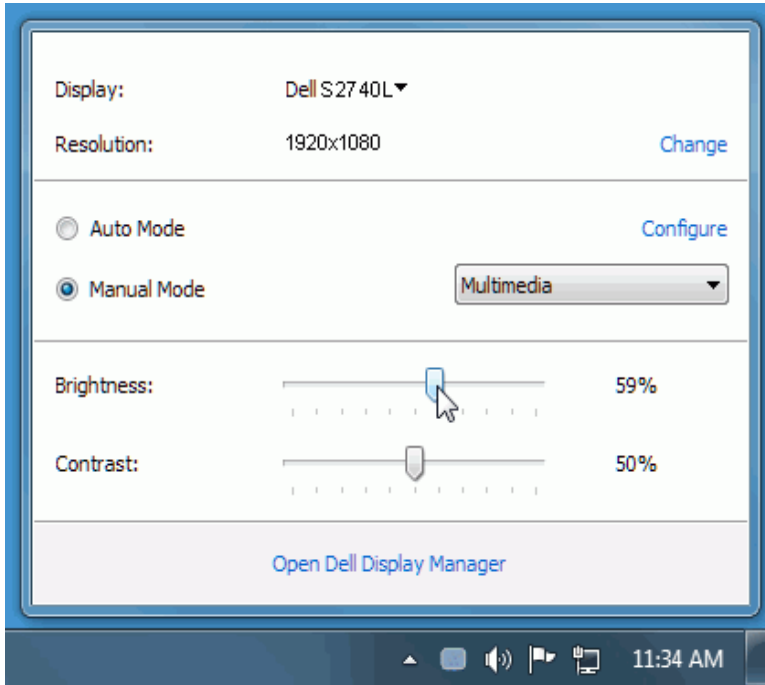 Display: Dell S2740L
Resolution: 1920x1080 Change
Auto Mode Configure
Manual Mode Multimedia
Brightness: 59%
Contrast: 50%
Open Dell Display Manager
11:34 AM